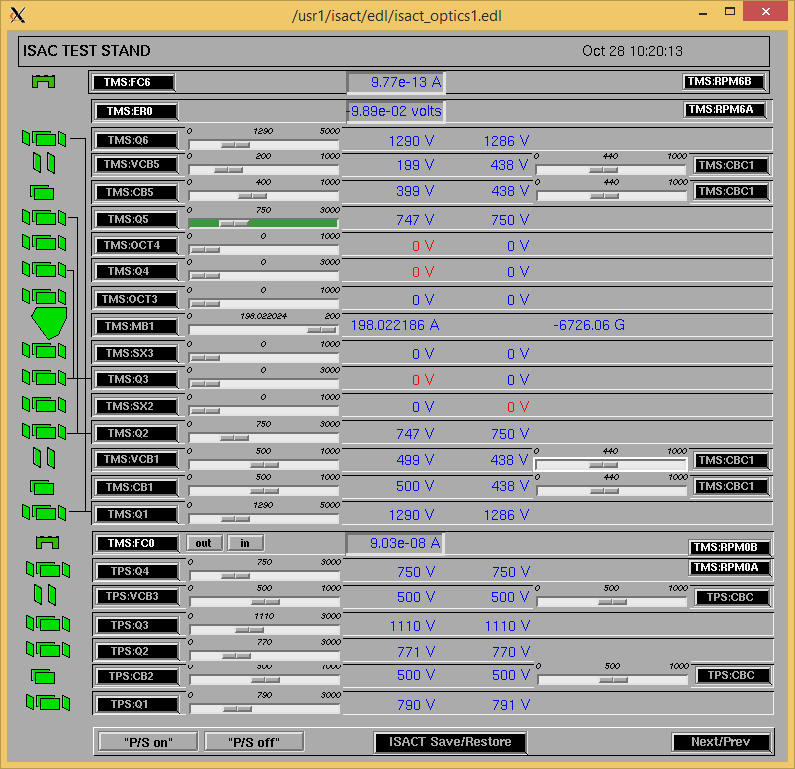 /usr1/isact/edl/isact_optics1.edl
ISAC TEST STAND Oct 28 10:20:13
TMS:FC6 9.77e-13 A TMS:RPM6B
TMS:ER0 -9.89e-02 volts TMS:RPM6A
TMS:Q6 0 1290 5000 1290 V 1286 V
TMS:VCB5 0 200 1000 199 V 438 V 0 440 1000 TMS:CBC1
TMS:CB5 0 400 1000 399 V 438 V 0 440 1000 TMS:CBC1
TMS:Q5 0 750 3000 747 V 750 V
TMS:OCT4 0 0 1000 0 V 0 V
TMS:Q4 0 0 3000 0 V 0 V
TMS:OCT3 0 0 1000 0 V 0 V
TMS:MB1 0 198.022024 200 198.022186 A -6726.06 G
TMS:SX3 0 0 1000 0 V 0 V
TMS:Q3 0 0 3000 0 V 0 V
TMS:SX2 0 0 1000 0 V 0 V
TMS:Q2 0 750 3000 747 V 750 V
TMS:VCB1 0 500 1000 499 V 438 V 0 440 1000 TMS:CBC1
TMS:CB1 0 500 1000 500 V 438 V 0 440 1000 TMS:CBC1
TMS:Q1 0 1290 5000 1290 V 1286 V
TMS:FC0 out in 9.03e-08 A TMS:RPM0B
TPS:Q4 0 750 3000 750 V 750 V TMS:RPM0A
TPS:VCB3 0 500 1000 500 V 500 V 0 500 1000 TPS:CBC
TPS:Q3 0 1110 3000 1110 V 1110 V
TPS:Q2 0 770 3000 771 V 770 V
TPS:CB2 0 500 1000 500 V 500 V 0 500 1000 TPS:CBC
TPS:Q1 0 790 3000 790 V 791 V
"P/S on" "P/S off" ISACT Save/Restore Next/Prev